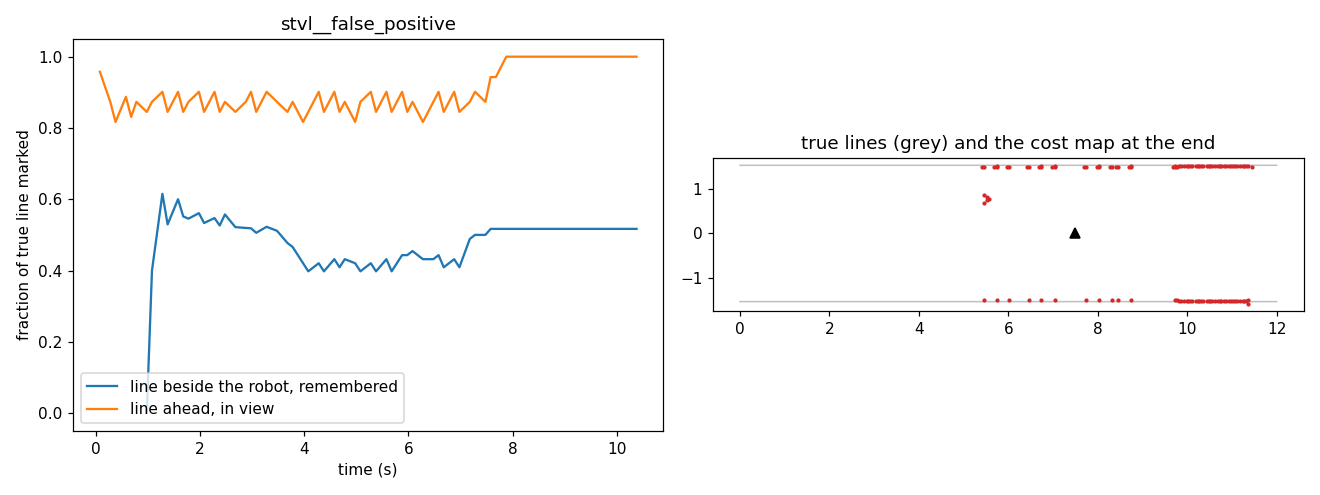 stvl__false_positive
1.0
0.8
0.6
0.4
0.2
0.0
fraction of true line marked
line beside the robot, remembered
line ahead, in view
0 2 4 6 8 10
time (s)
true lines (grey) and the cost map at the end
1
0
−1
0 2 4 6 8 10 12